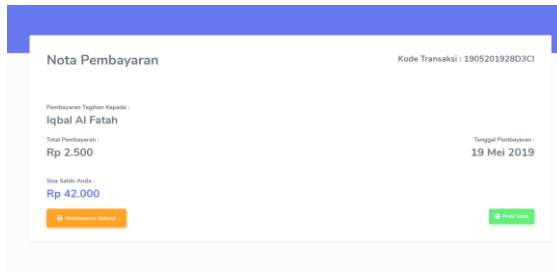 Nota Pembayaran
Kode Transaksi : 1905201928D3CI
Pembayaran Tagihan Kepada :
Iqbal Al Fatah
Total Pembayaran :
Rp 2.500
Tanggal Pembayaran :
19 Mei 2019
Sisa Saldo Anda :
Rp 42.000
Pembayaran Selesai
Print Nota